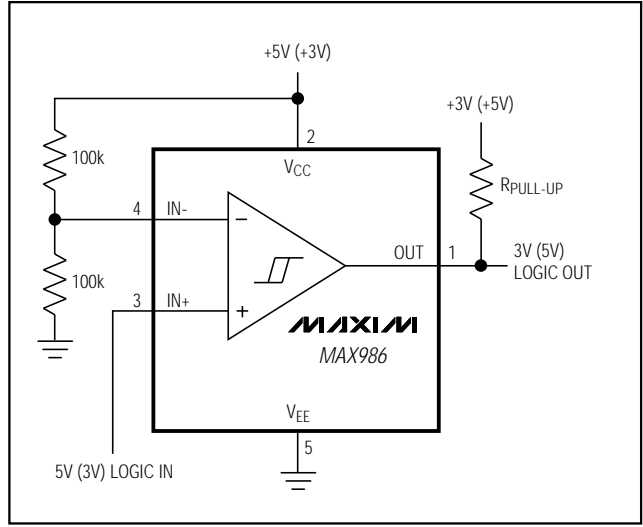 +5V (+3V)
+3V (+5V)
2
VCC
100k
RPULL-UP
4
IN-
−
OUT
1
3V (5V)
LOGIC OUT
100k
3
IN+
+
MAXIM
MAX986
VEE
5
5V (3V) LOGIC IN